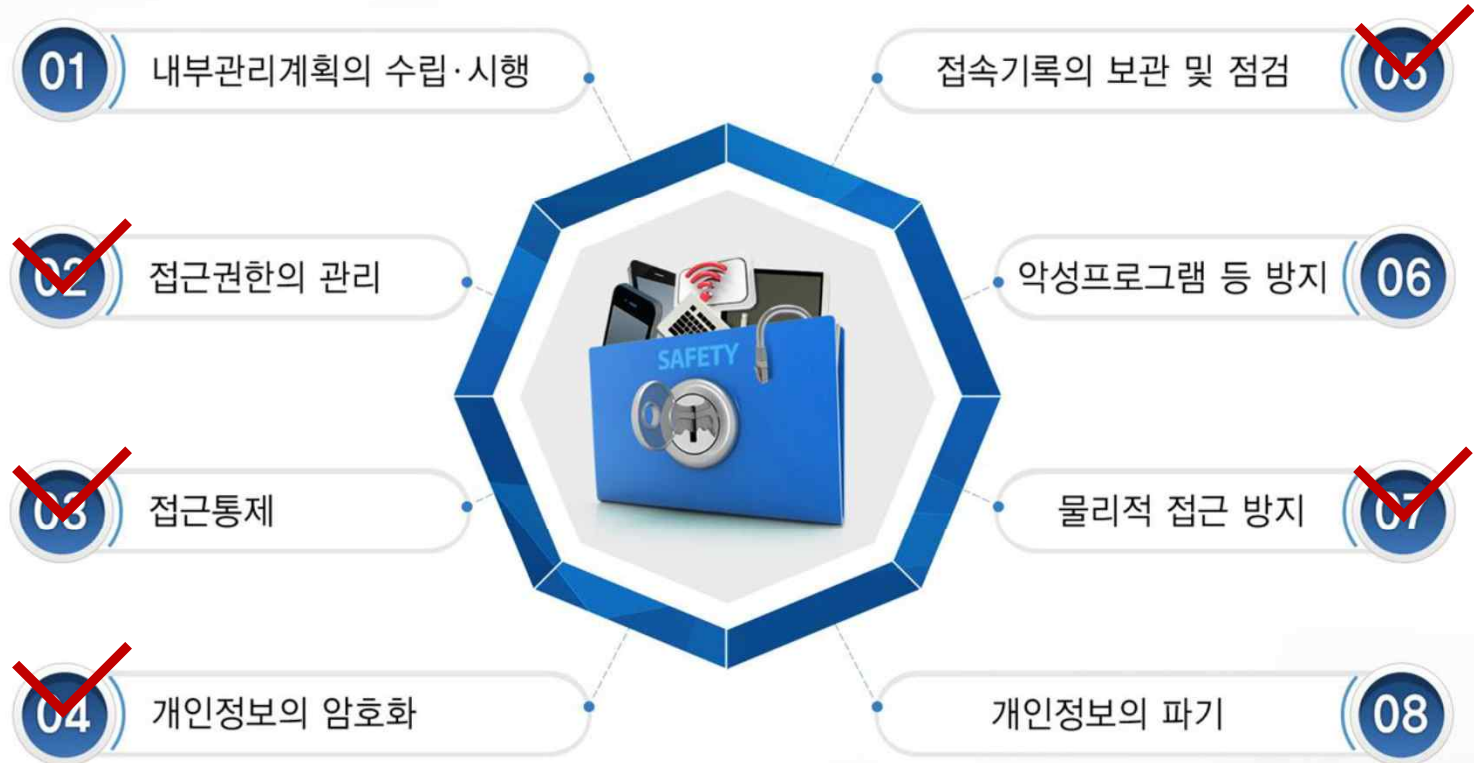 01 내부관리계획의 수립·시행
02 접근권한의 관리
03 접근통제
04 개인정보의 암호화
SAFETY
접속기록의 보관 및 점검 05
악성프로그램 등 방지 06
물리적 접근 방지 07
개인정보의 파기 08